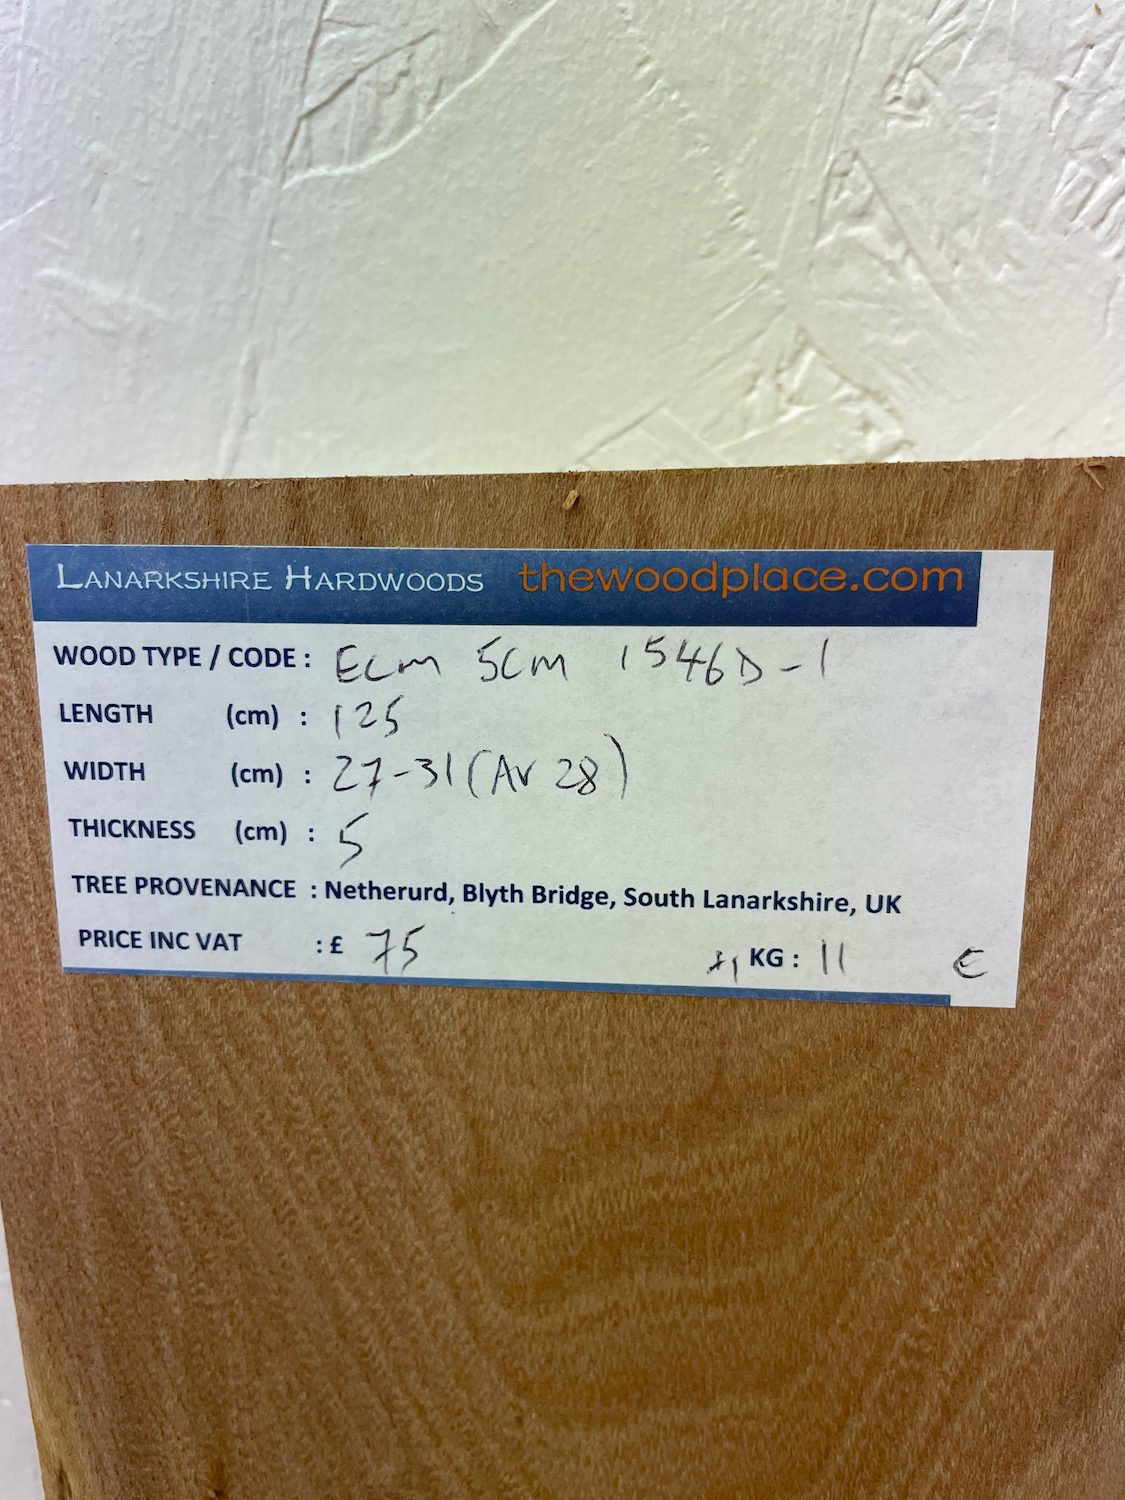 LANARKSHIRE HARDWOODS thewoodplace.com
WOOD TYPE / CODE : ELM 5CM 1546D-1
LENGTH (cm) : 125
WIDTH (cm) : 27-31 (AV 28)
THICKNESS (cm) : 5
TREE PROVENANCE : Netherurd, Blyth Bridge, South Lanarkshire, UK
PRICE INC VAT : £ 75 KG : 11 E